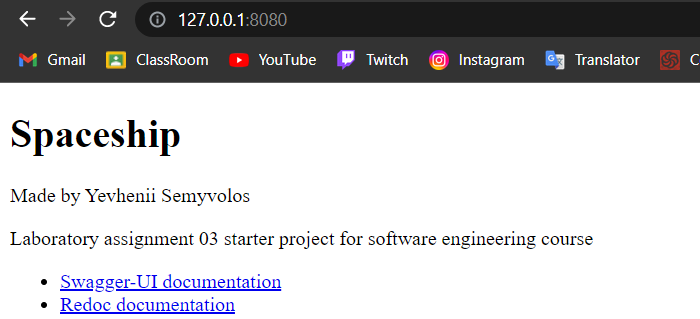 127.0.0.1:8080
Gmail ClassRoom YouTube Twitch Instagram Translator
Spaceship
Made by Yevhenii Semyvolos
Laboratory assignment 03 starter project for software engineering course
Swagger-UI documentation
Redoc documentation